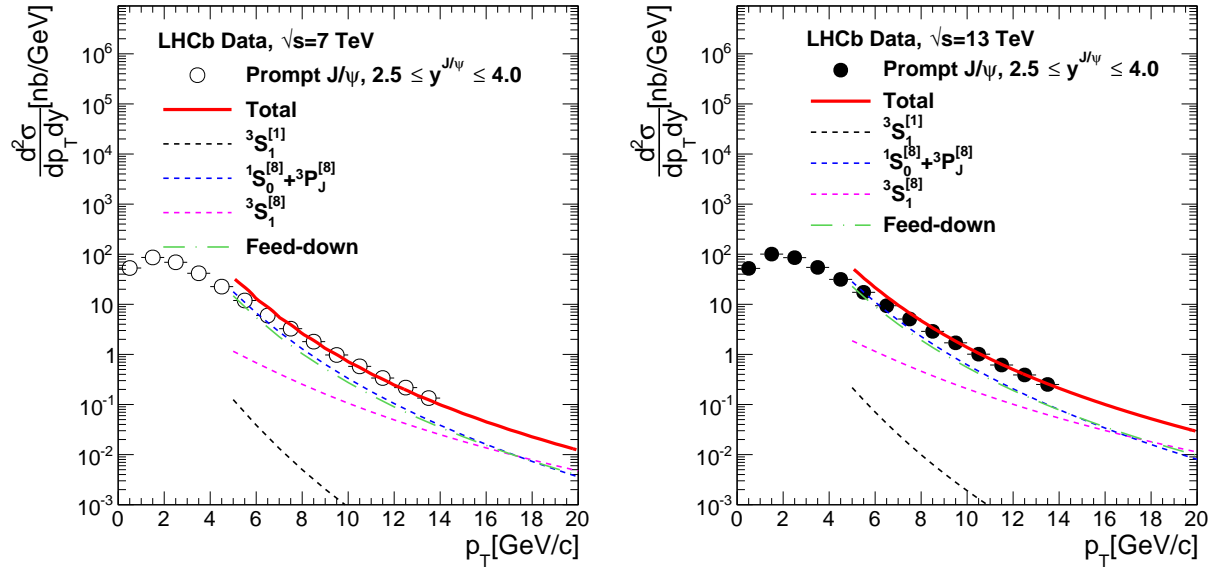 d²σ/dp_T dy [nb/GeV]
10⁶
10⁵
10⁴
10³
10²
10
1
10⁻¹
10⁻²
10⁻³
LHCb Data, √s=7 TeV
Prompt J/ψ, 2.5 ≤ y^{J/ψ} ≤ 4.0
Total
³S₁^{[1]}
¹S₀^{[8]}+³P_J^{[8]}
³S₁^{[8]}
Feed-down
0 2 4 6 8 10 12 14 16 18 20
p_T[GeV/c]
d²σ/dp_T dy [nb/GeV]
10⁶
10⁵
10⁴
10³
10²
10
1
10⁻¹
10⁻²
10⁻³
LHCb Data, √s=13 TeV
Prompt J/ψ, 2.5 ≤ y^{J/ψ} ≤ 4.0
Total
³S₁^{[1]}
¹S₀^{[8]}+³P_J^{[8]}
³S₁^{[8]}
Feed-down
0 2 4 6 8 10 12 14 16 18 20
p_T[GeV/c]